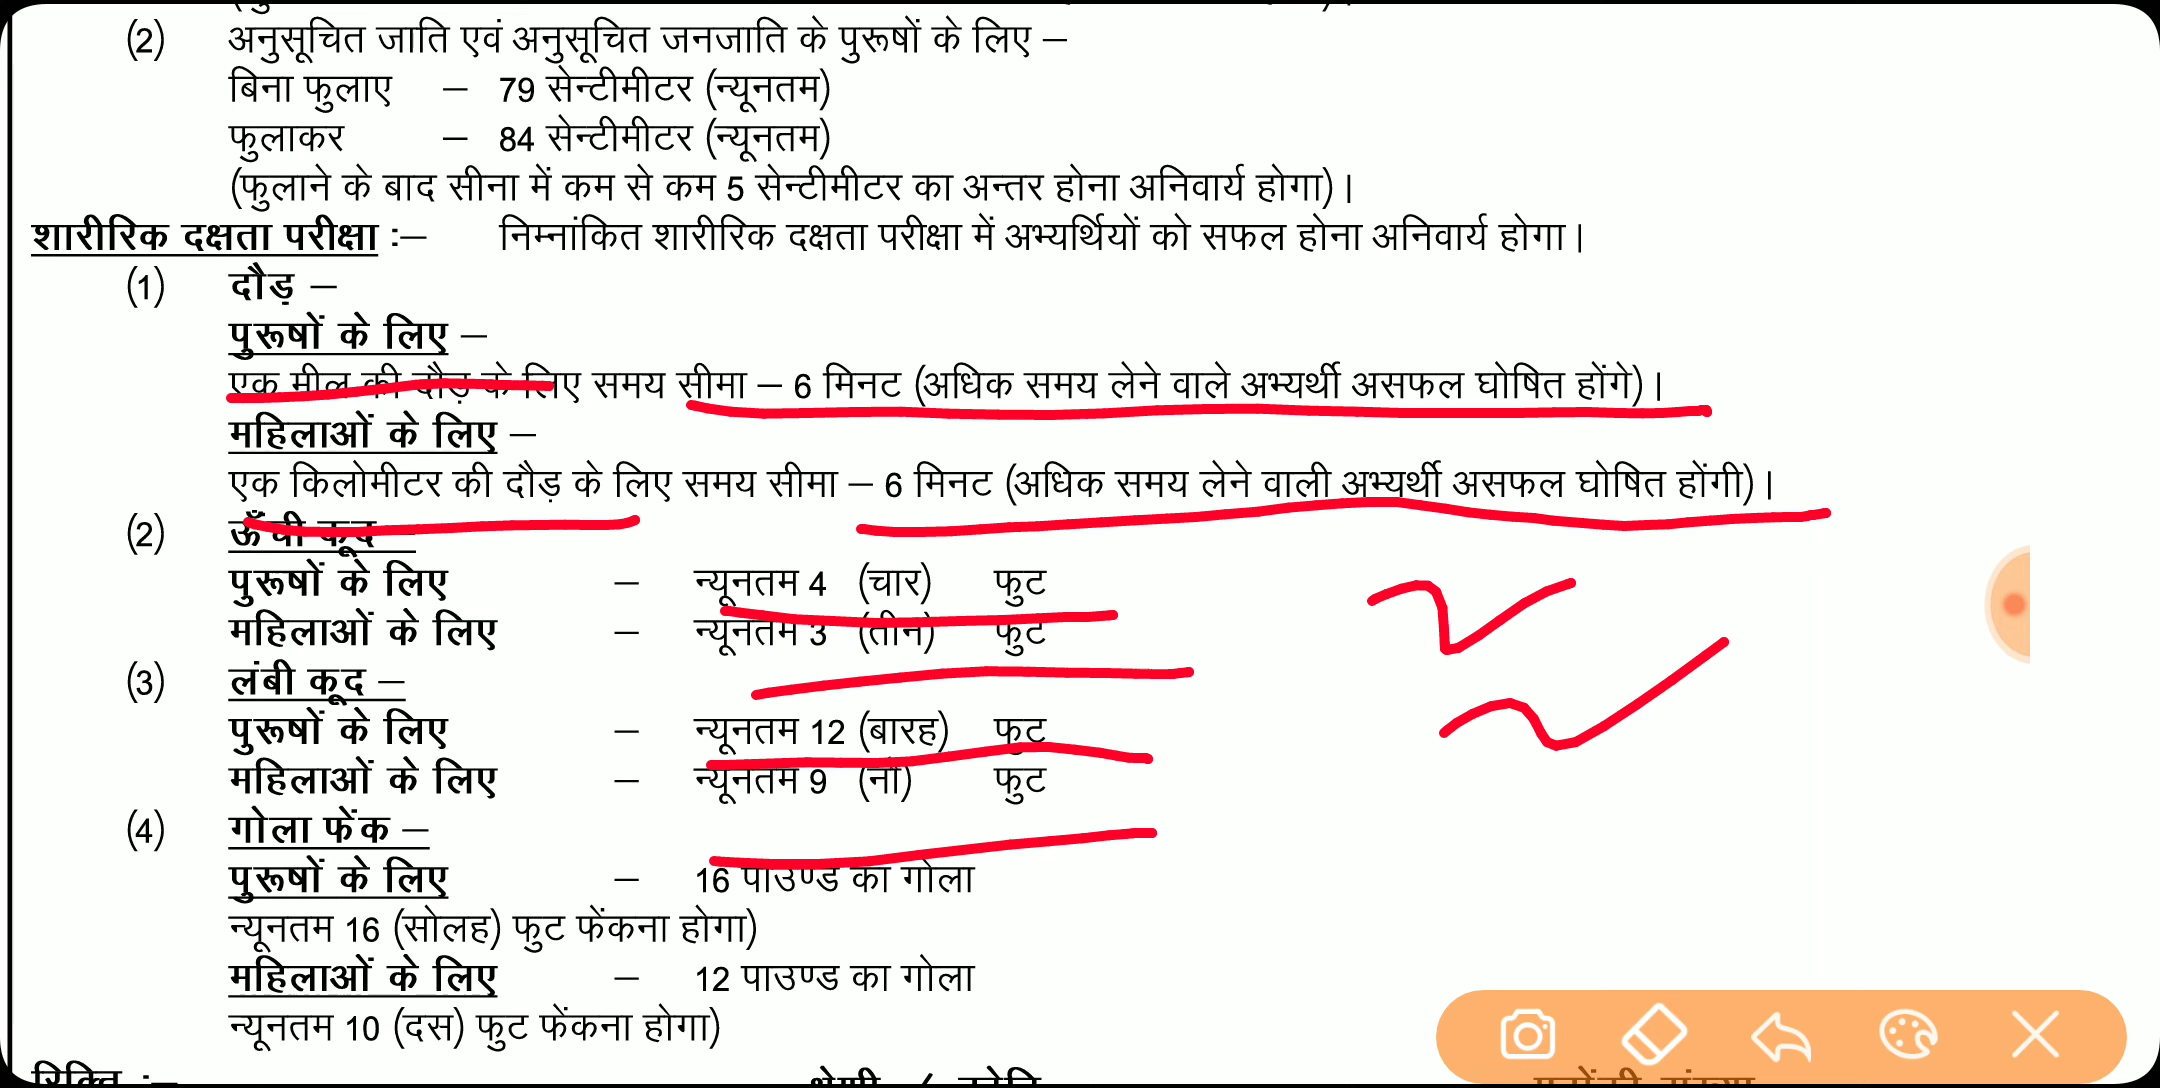 (2) अनुसूचित जाति एवं अनुसूचित जनजाति के पुरूषों के लिए –
बिना फुलाए – 79 सेन्टीमीटर (न्यूनतम)
फुलाकर – 84 सेन्टीमीटर (न्यूनतम)
(फुलाने के बाद सीना में कम से कम 5 सेन्टीमीटर का अन्तर होना अनिवार्य होगा)।
शारीरिक दक्षता परीक्षा :– निम्नांकित शारीरिक दक्षता परीक्षा में अभ्यर्थियों को सफल होना अनिवार्य होगा।
(1) दौड़ –
पुरूषों के लिए –
एक मील की दौड़ के लिए समय सीमा – 6 मिनट (अधिक समय लेने वाले अभ्यर्थी असफल घोषित होंगे)।
महिलाओं के लिए –
एक किलोमीटर की दौड़ के लिए समय सीमा – 6 मिनट (अधिक समय लेने वाली अभ्यर्थी असफल घोषित होंगी)।
(2) ऊँची कूद –
पुरूषों के लिए – न्यूनतम 4 (चार) फुट
महिलाओं के लिए – न्यूनतम 3 (तीन) फुट
(3) लंबी कूद –
पुरूषों के लिए – न्यूनतम 12 (बारह) फुट
महिलाओं के लिए – न्यूनतम 9 (नौ) फुट
(4) गोला फेंक –
पुरूषों के लिए – 16 पाउण्ड का गोला
न्यूनतम 16 (सोलह) फुट फेंकना होगा)
महिलाओं के लिए – 12 पाउण्ड का गोला
न्यूनतम 10 (दस) फुट फेंकना होगा)
रिक्ति :–